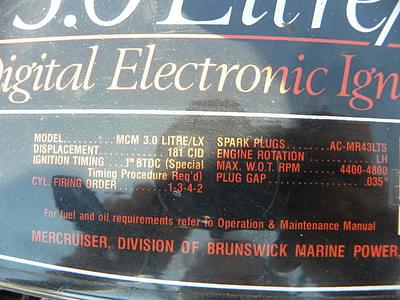 3.0 Litre/
Digital Electronic Ign
MODEL........ MCM 3.0 LITRE/LX
DISPLACEMENT.......... 181 CID
IGNITION TIMING ...1° BTDC (Special
Timing Procedure Req'd)
CYL. FIRING ORDER........1-3-4-2
SPARK PLUGS........AC-MR43LTS
ENGINE ROTATION............LH
MAX. W.O.T. RPM..... 4400-4800
PLUG GAP...............035"
For fuel and oil requirements refer to Operation & Maintenance Manual
MERCRUISER, DIVISION OF BRUNSWICK MARINE POWER,